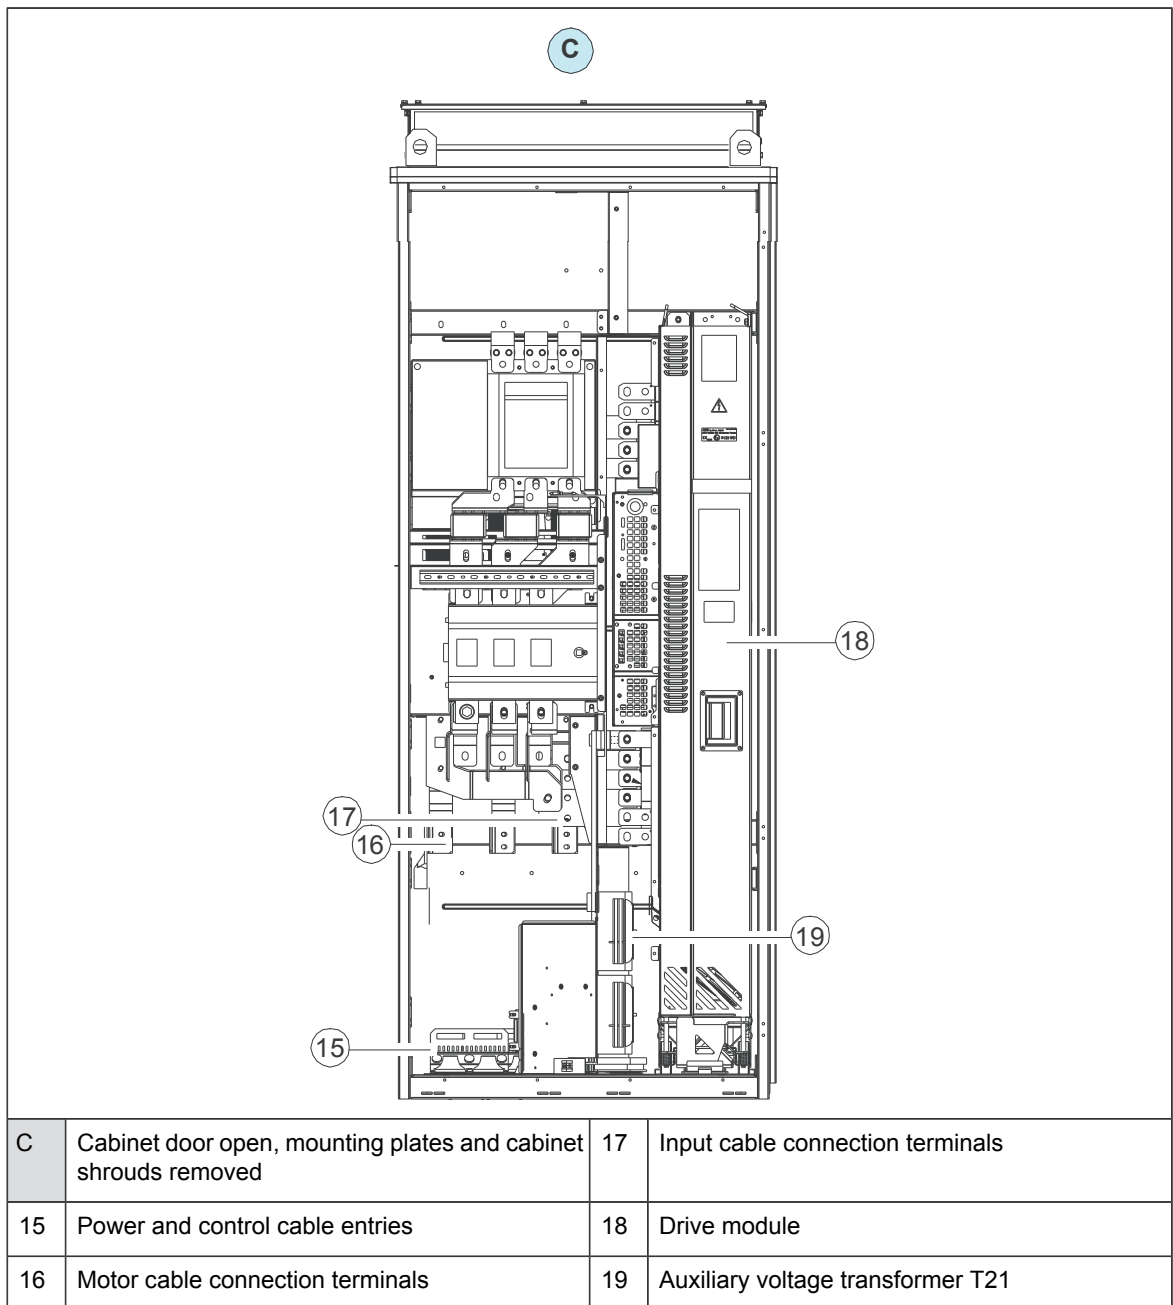 C
18
17
16
19
15
C Cabinet door open, mounting plates and cabinet shrouds removed
17 Input cable connection terminals
15 Power and control cable entries
18 Drive module
16 Motor cable connection terminals
19 Auxiliary voltage transformer T21